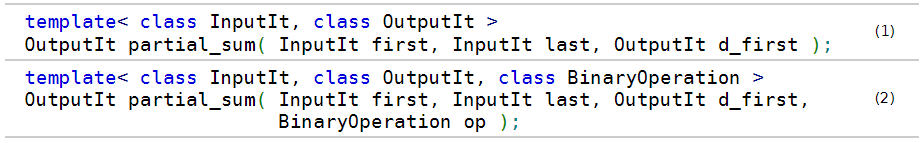 template< class InputIt, class OutputIt >
OutputIt partial_sum( InputIt first, InputIt last, OutputIt d_first ); (1)
template< class InputIt, class OutputIt, class BinaryOperation >
OutputIt partial_sum( InputIt first, InputIt last, OutputIt d_first, (2)
BinaryOperation op );